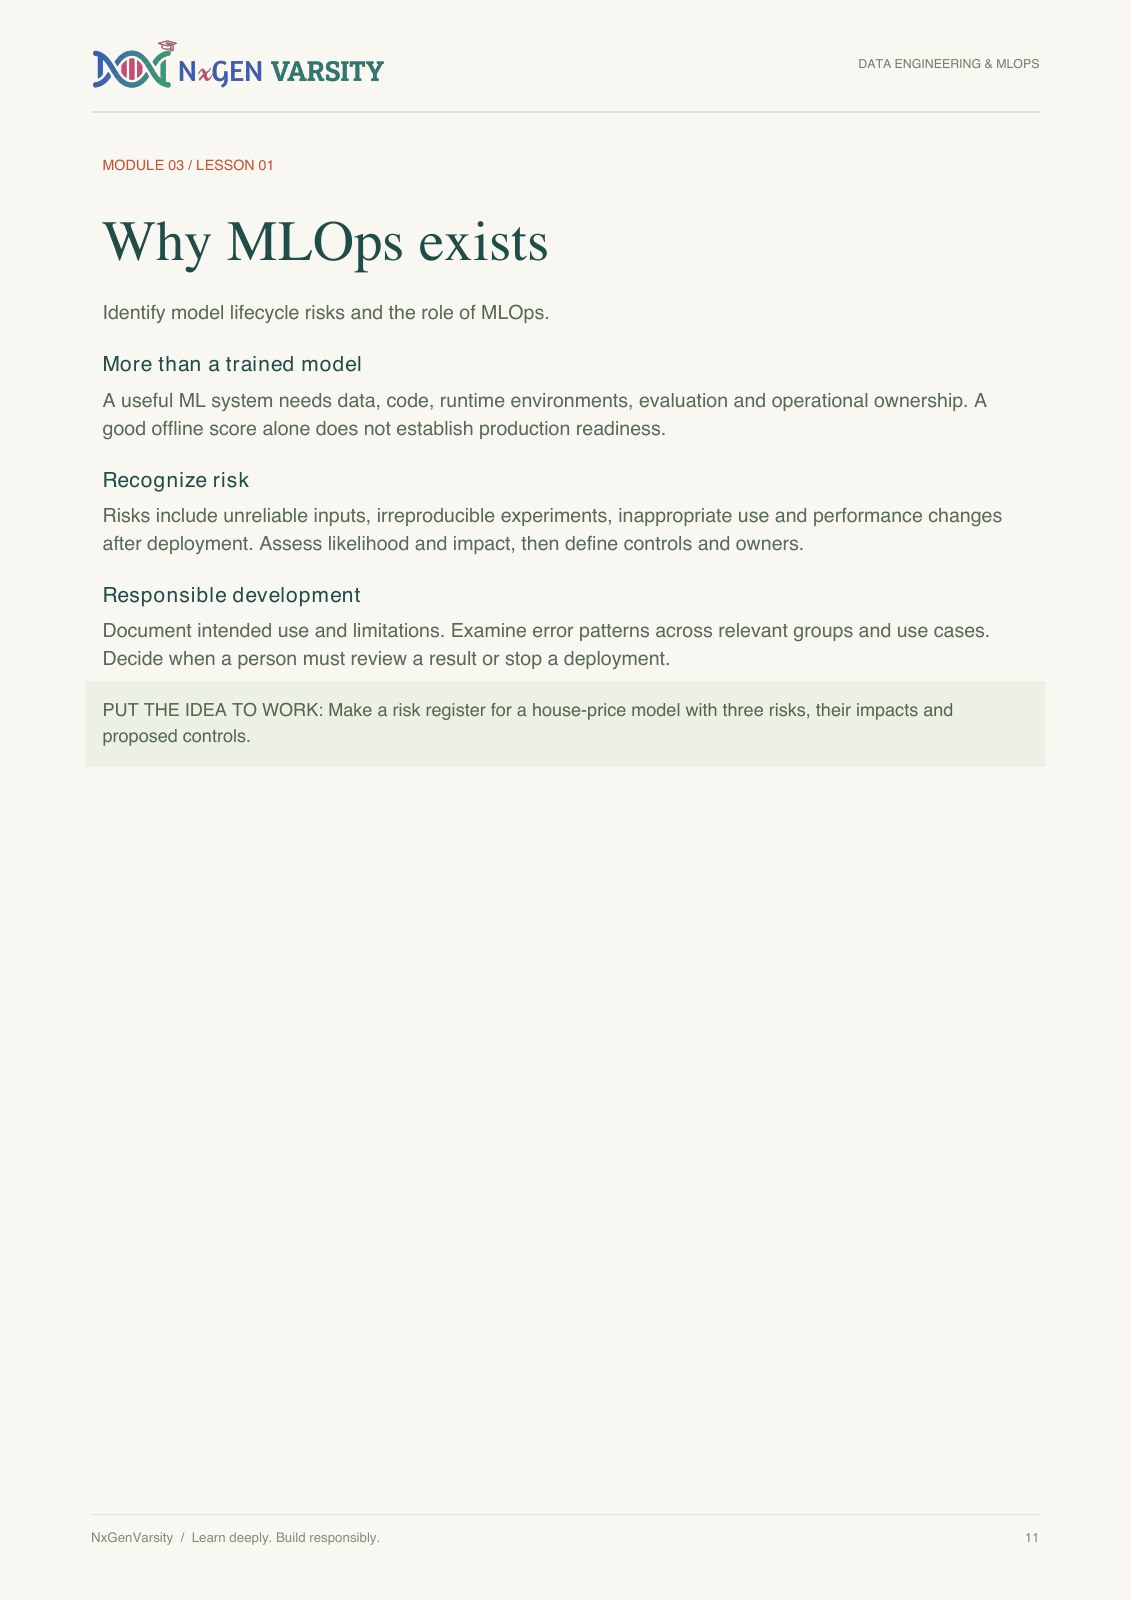 NxGEN VARSITY
DATA ENGINEERING & MLOPS
MODULE 03 / LESSON 01
Why MLOps exists
Identify model lifecycle risks and the role of MLOps.
More than a trained model
A useful ML system needs data, code, runtime environments, evaluation and operational ownership. A
good offline score alone does not establish production readiness.
Recognize risk
Risks include unreliable inputs, irreproducible experiments, inappropriate use and performance changes
after deployment. Assess likelihood and impact, then define controls and owners.
Responsible development
Document intended use and limitations. Examine error patterns across relevant groups and use cases.
Decide when a person must review a result or stop a deployment.
PUT THE IDEA TO WORK: Make a risk register for a house-price model with three risks, their impacts and
proposed controls.
NxGenVarsity / Learn deeply. Build responsibly.
11